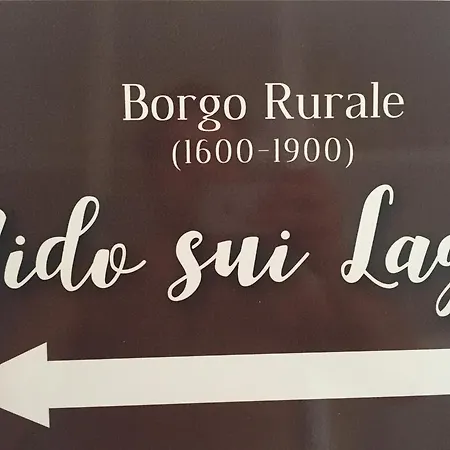 Borgo Rurale
(1600-1900)
ido sui Lag